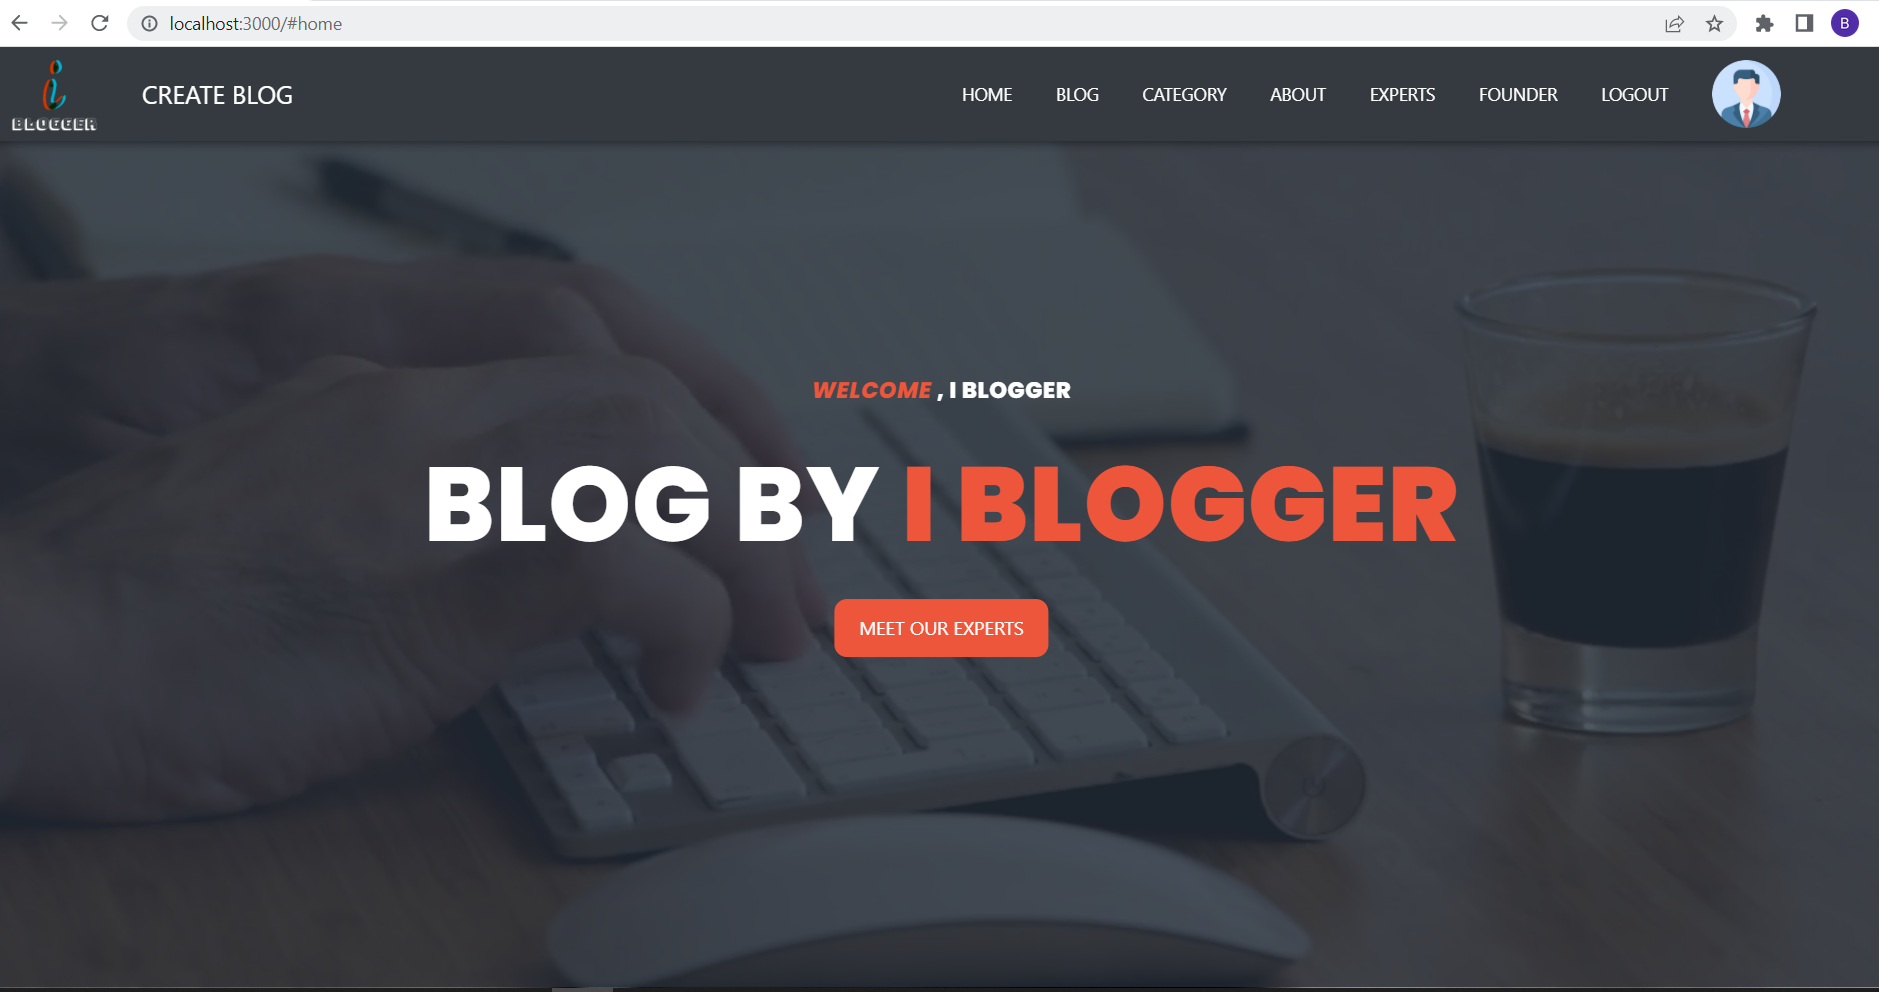 localhost:3000/#home
B
BLOGGER
CREATE BLOG
HOME BLOG CATEGORY ABOUT EXPERTS FOUNDER LOGOUT
WELCOME , I BLOGGER
BLOG BY I BLOGGER
MEET OUR EXPERTS